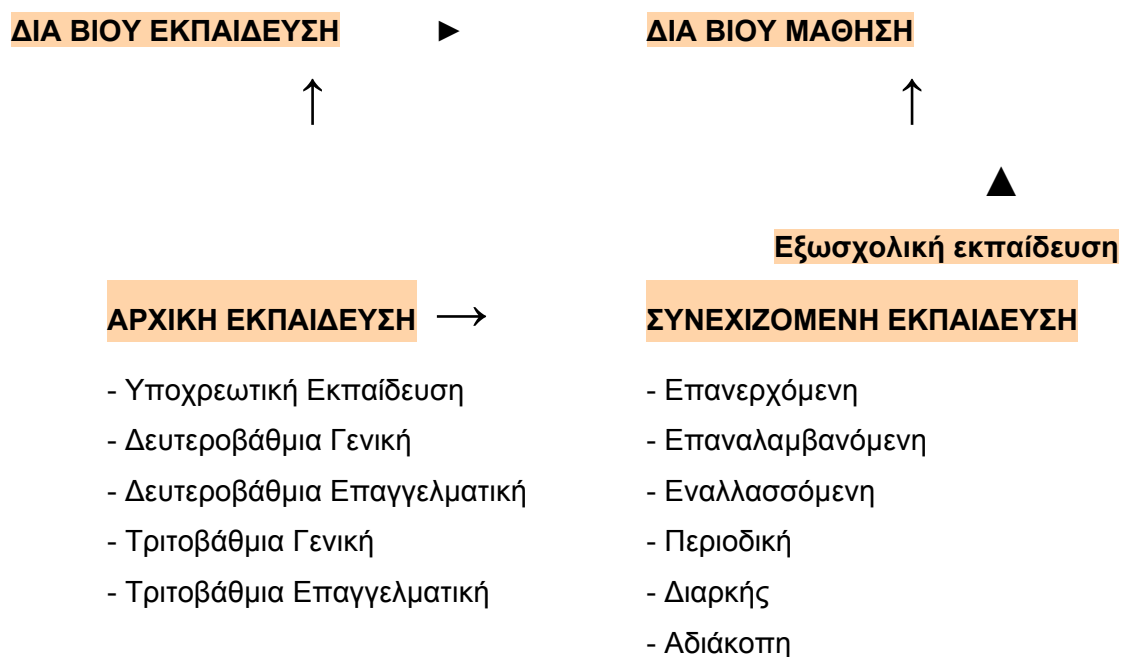 ΔΙΑ ΒΙΟΥ ΕΚΠΑΙΔΕΥΣΗ ► ΔΙΑ ΒΙΟΥ ΜΑΘΗΣΗ
↑ ↑
▲
Εξωσχολική εκπαίδευση
ΑΡΧΙΚΗ ΕΚΠΑΙΔΕΥΣΗ → ΣΥΝΕΧΙΖΟΜΕΝΗ ΕΚΠΑΙΔΕΥΣΗ
- Υποχρεωτική Εκπαίδευση - Επανερχόμενη
- Δευτεροβάθμια Γενική - Επαναλαμβανόμενη
- Δευτεροβάθμια Επαγγελματική - Εναλλασσόμενη
- Τριτοβάθμια Γενική - Περιοδική
- Τριτοβάθμια Επαγγελματική - Διαρκής
- Αδιάκοπη